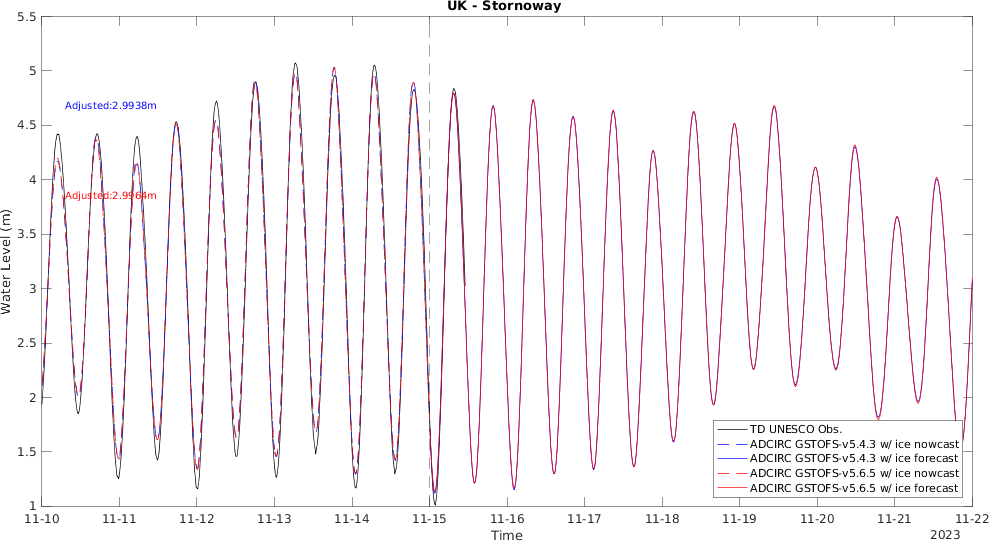 UK - Stornoway
5.5
5
4.5
4
3.5
3
2.5
2
1.5
1
Water Level (m)
Adjusted:2.9938m
Adjusted:2.9964m
TD UNESCO Obs.
ADCIRC GSTOFS-v5.4.3 w/ ice nowcast
ADCIRC GSTOFS-v5.4.3 w/ ice forecast
ADCIRC GSTOFS-v5.6.5 w/ ice nowcast
ADCIRC GSTOFS-v5.6.5 w/ ice forecast
11-10 11-11 11-12 11-13 11-14 11-15 11-16 11-17 11-18 11-19 11-20 11-21 11-22
Time
2023